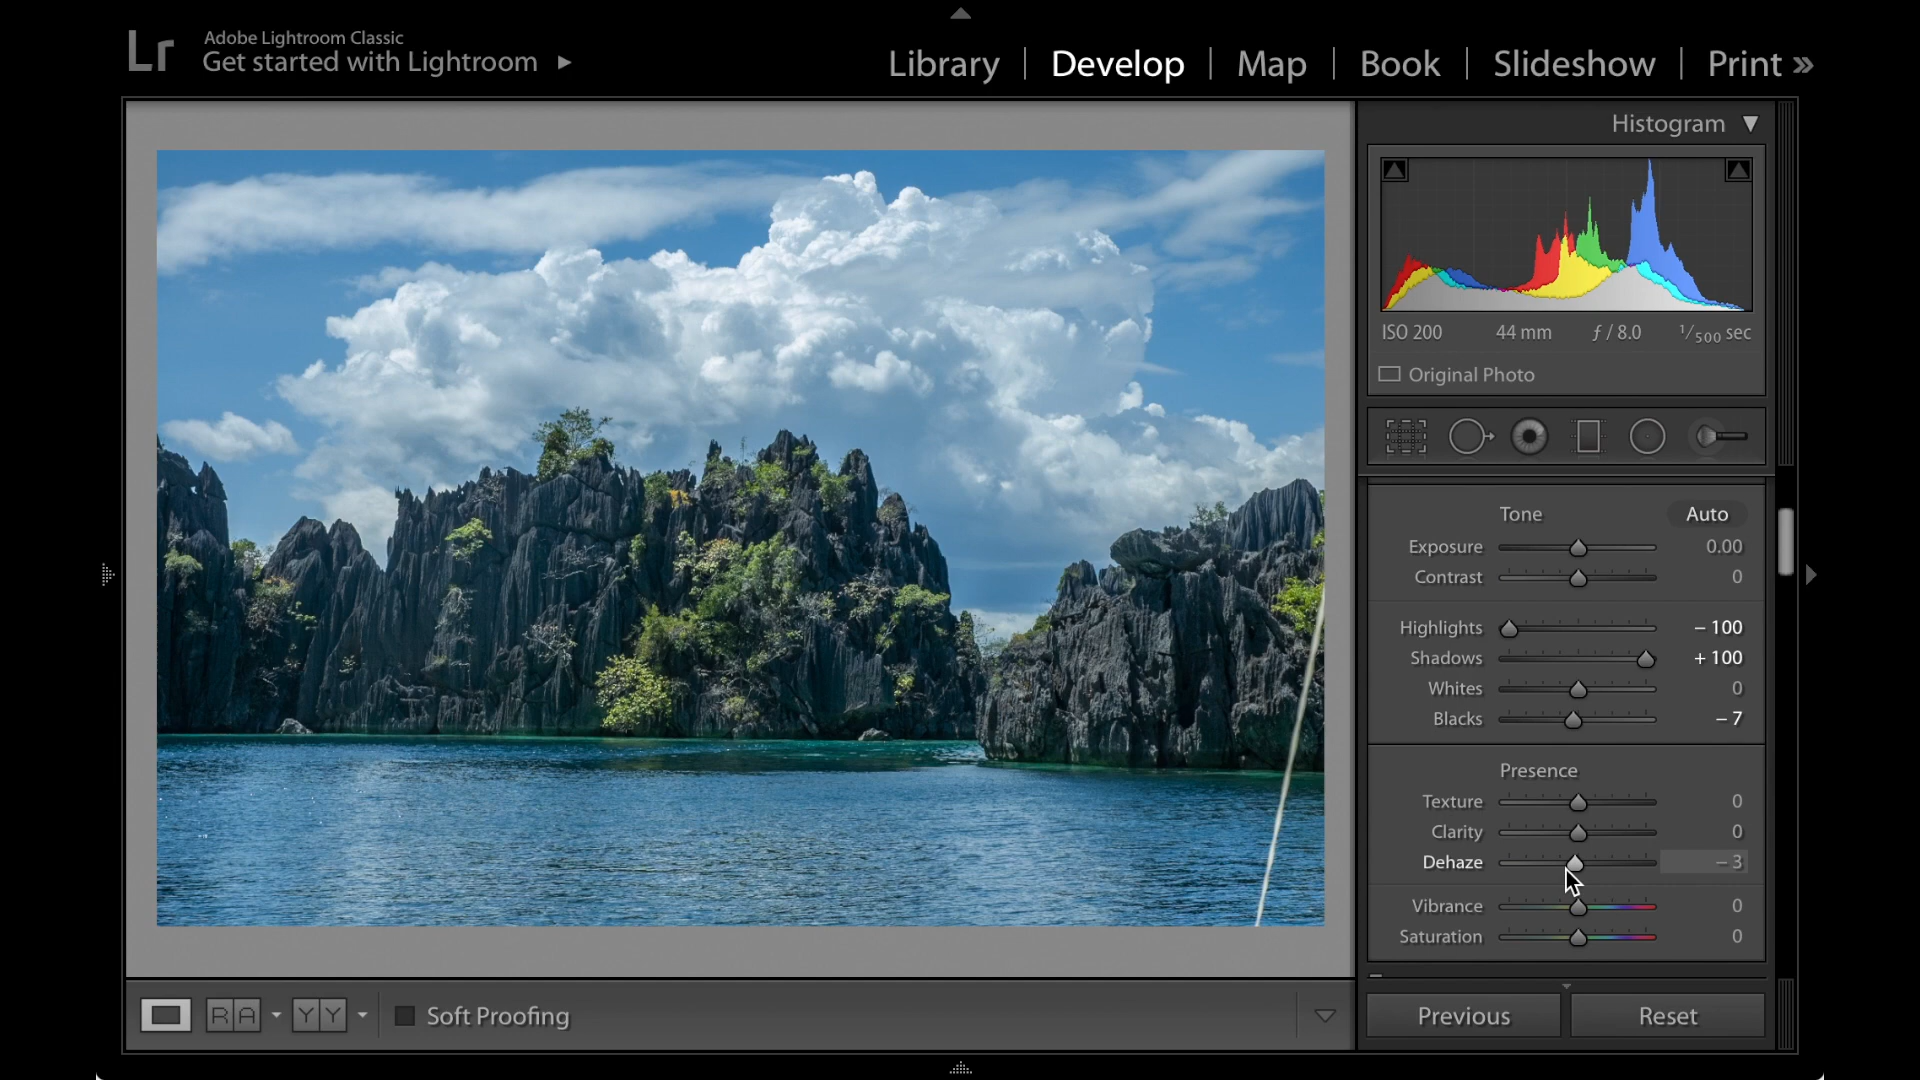 Lr
Adobe Lightroom Classic
Get started with Lightroom
Library | Develop | Map | Book | Slideshow | Print »
Histogram
ISO 200 44 mm ƒ / 8.0 1/500 sec
Original Photo
Tone Auto
Exposure 0.00
Contrast 0
Highlights – 100
Shadows + 100
Whites 0
Blacks – 7
Presence
Texture 0
Clarity 0
Dehaze – 3
Vibrance 0
Saturation 0
R A Y Y Soft Proofing
Previous Reset